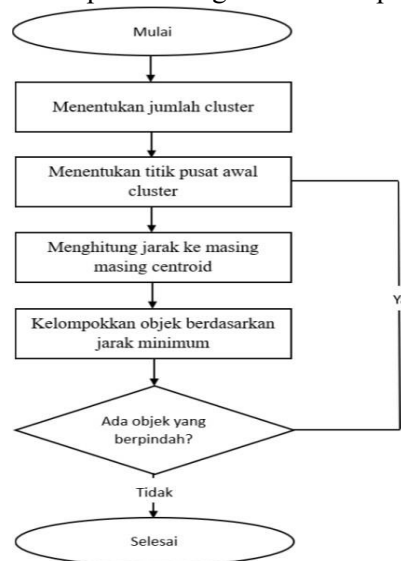 Mulai
Menentukan jumlah cluster
Menentukan titik pusat awal
cluster
Menghitung jarak ke masing
masing centroid
Kelompokkan objek berdasarkan
jarak minimum
Ada objek yang
berpindah?
Tidak
Selesai